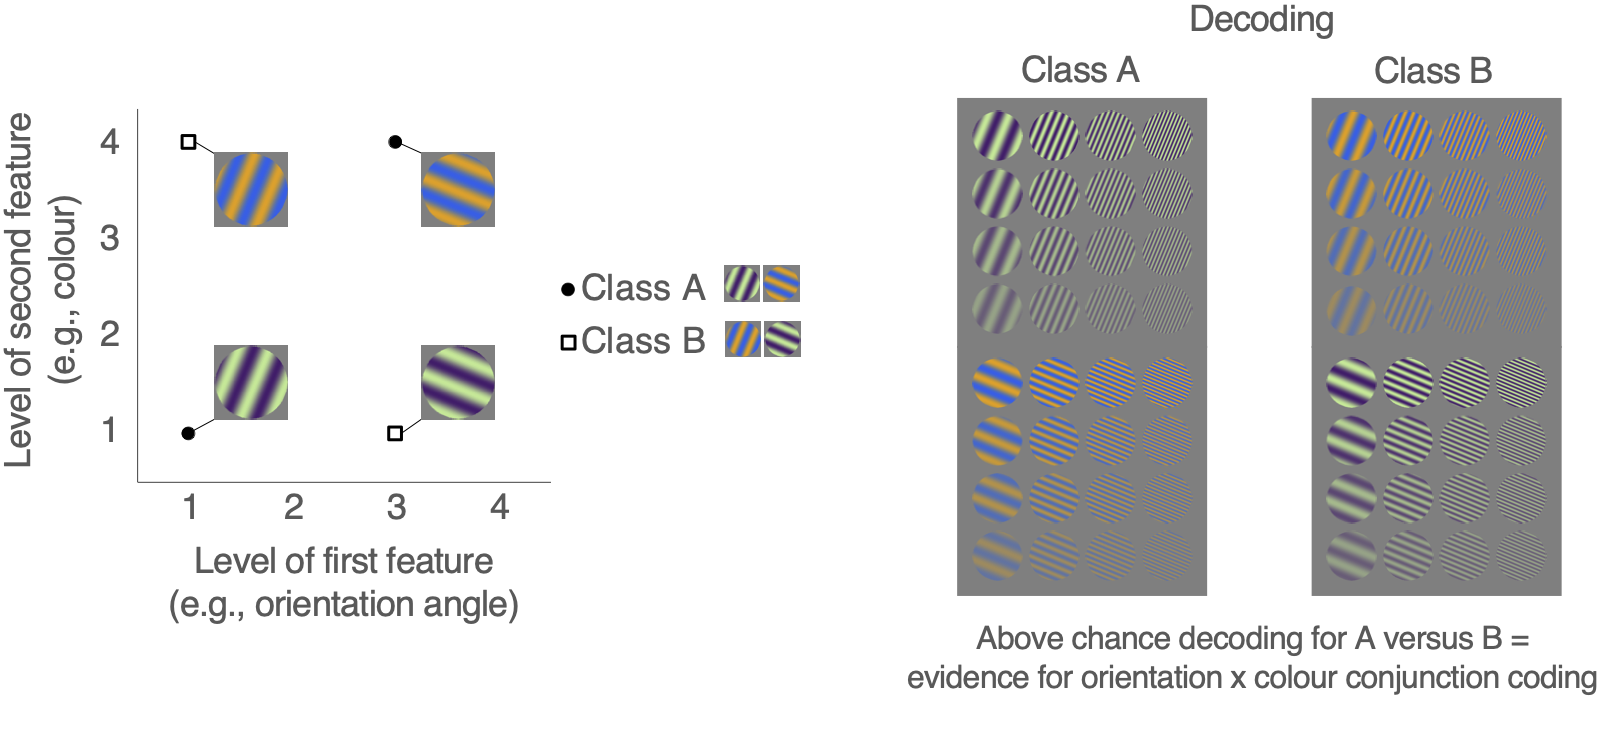 Level of second feature
(e.g., colour)
4
3
2
1
1 2 3 4
Level of first feature
(e.g., orientation angle)
Class A
Class B
Decoding
Class A
Class B
Above chance decoding for A versus B =
evidence for orientation x colour conjunction coding